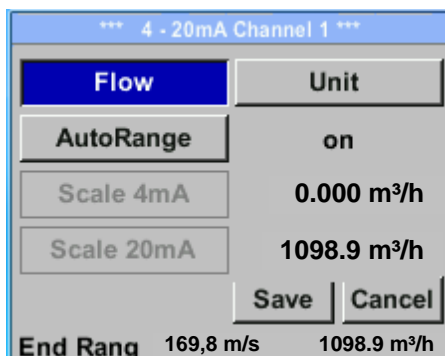 *** 4 - 20mA Channel 1 ***
Flow Unit
AutoRange on
Scale 4mA 0.000 m³/h
Scale 20mA 1098.9 m³/h
Save Cancel
End Rang 169,8 m/s 1098.9 m³/h